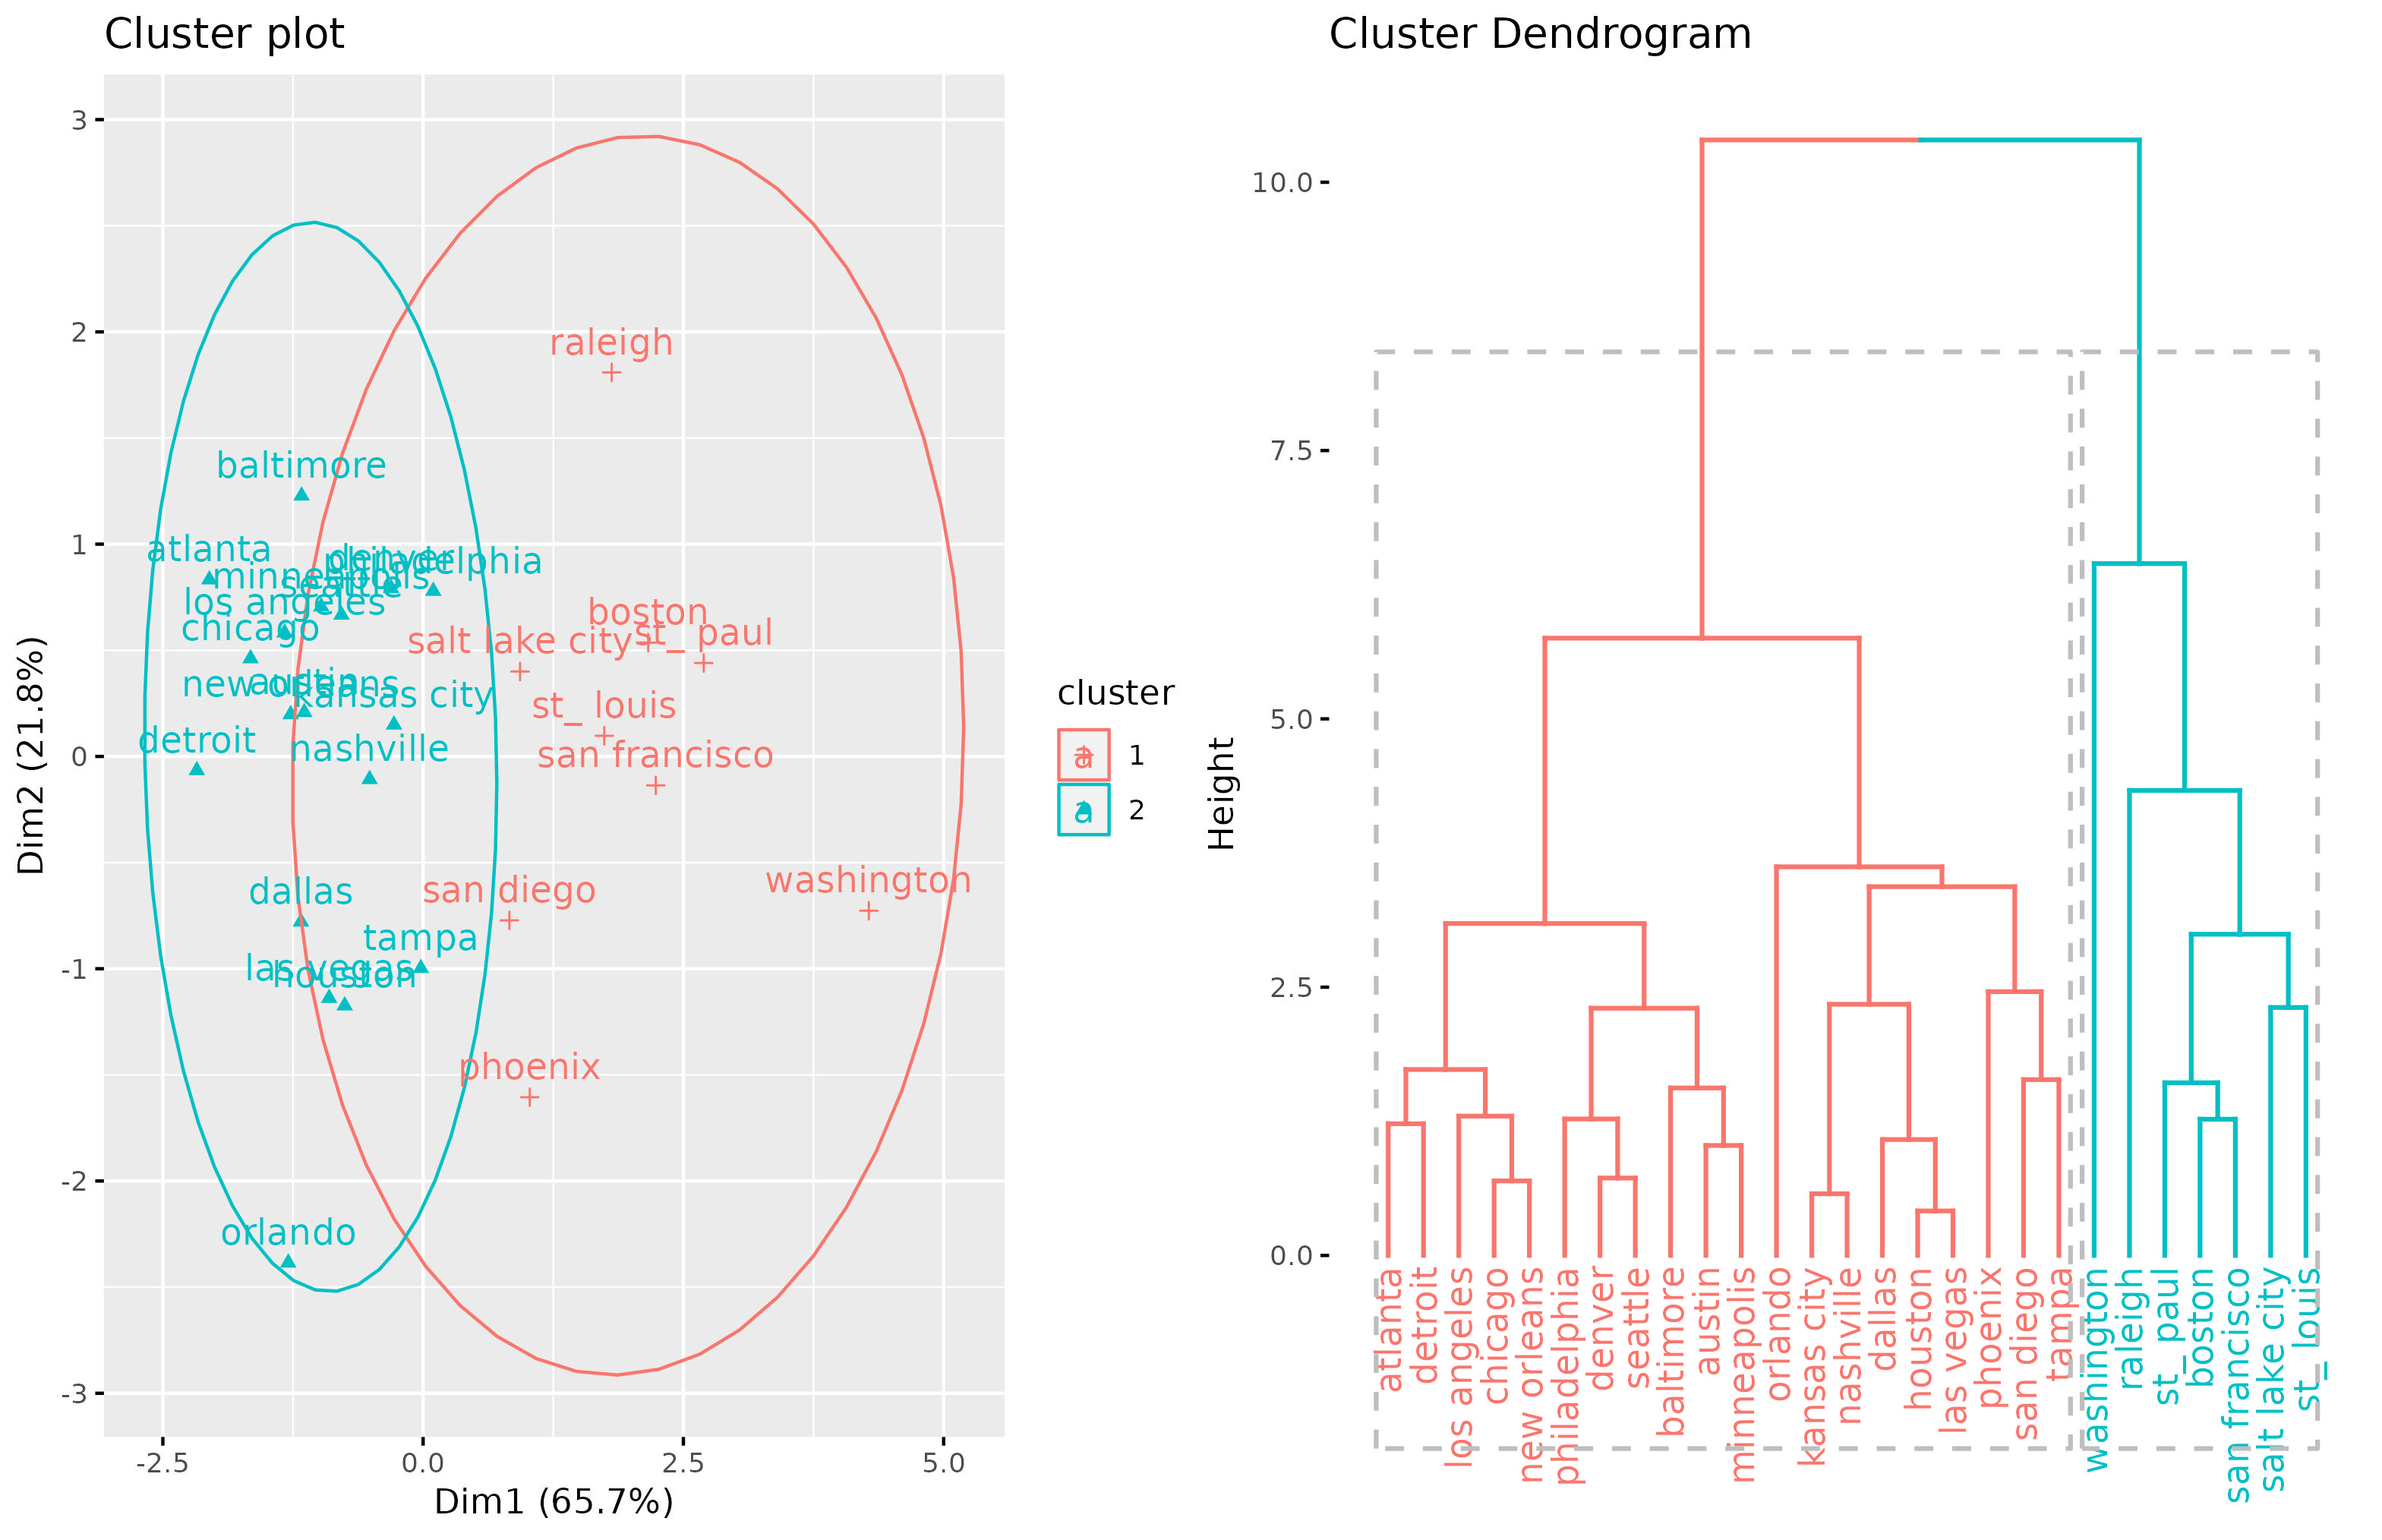 Cluster plot
3
2
1
0
-1
-2
-3
Dim2 (21.8%)
raleigh
baltimore
atlanta
denver
philadelphia
minneapolis
seattle
los angeles
chicago
boston
salt lake city
st_ paul
austin
new orleans
kansas city
st_ louis
detroit
nashville
san francisco
dallas
san diego
washington
tampa
las vegas
houston
phoenix
orlando
-2.5
0.0
2.5
5.0
Dim1 (65.7%)
cluster
a 1
a 2
Cluster Dendrogram
10.0
7.5
5.0
2.5
0.0
Height
atlanta
detroit
los angeles
chicago
new orleans
philadelphia
denver
seattle
baltimore
austin
minneapolis
orlando
kansas city
nashville
dallas
houston
las vegas
phoenix
san diego
tampa
washington
raleigh
st_ paul
boston
san francisco
salt lake city
st_ louis